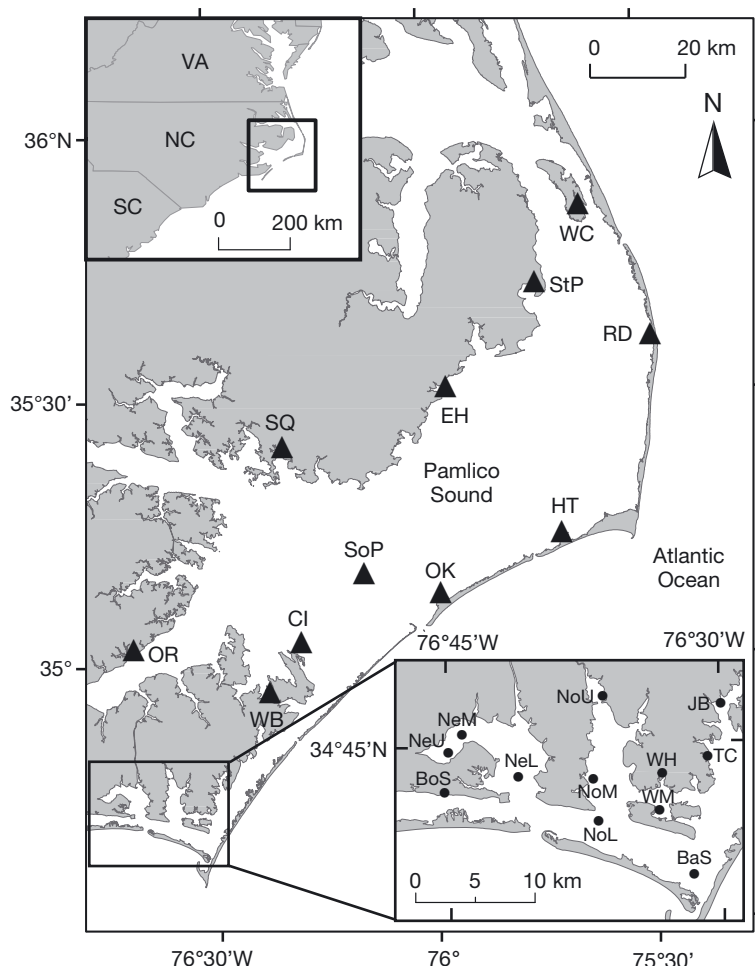 VA
NC
SC
0 200 km
0 20 km
N
36°N
35°30'
35°
WC
StP
RD
EH
SQ
Pamlico
Sound
HT
SoP
OK
Atlantic
Ocean
CI
OR
WB
76°45'W 76°30'W
34°45'N
NoU
JB
NeM
NeU
TC
NeL
WH
BoS
NoM
WM
NoL
BaS
0 5 10 km
76°30'W 76° 75°30'